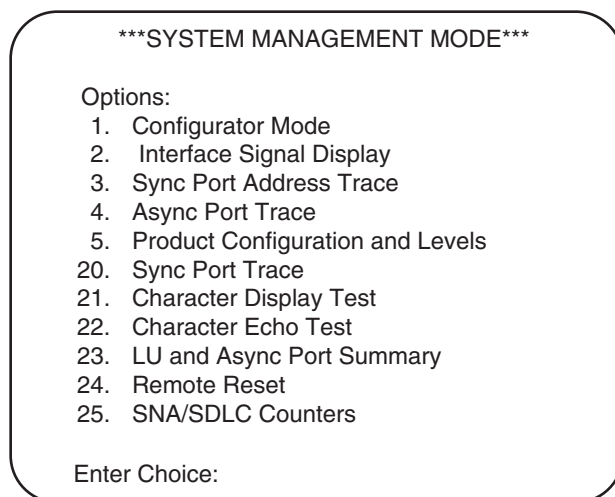 ***SYSTEM MANAGEMENT MODE***
Options:
1. Configurator Mode
2. Interface Signal Display
3. Sync Port Address Trace
4. Async Port Trace
5. Product Configuration and Levels
20. Sync Port Trace
21. Character Display Test
22. Character Echo Test
23. LU and Async Port Summary
24. Remote Reset
25. SNA/SDLC Counters
Enter Choice: